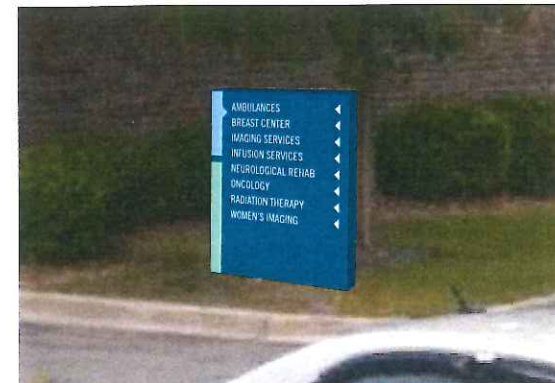 AMBULANCES
BREAST CENTER
IMAGING SERVICES
INFUSION SERVICES
NEUROLOGICAL REHAB
ONCOLOGY
RADIATION THERAPY
WOMEN'S IMAGING